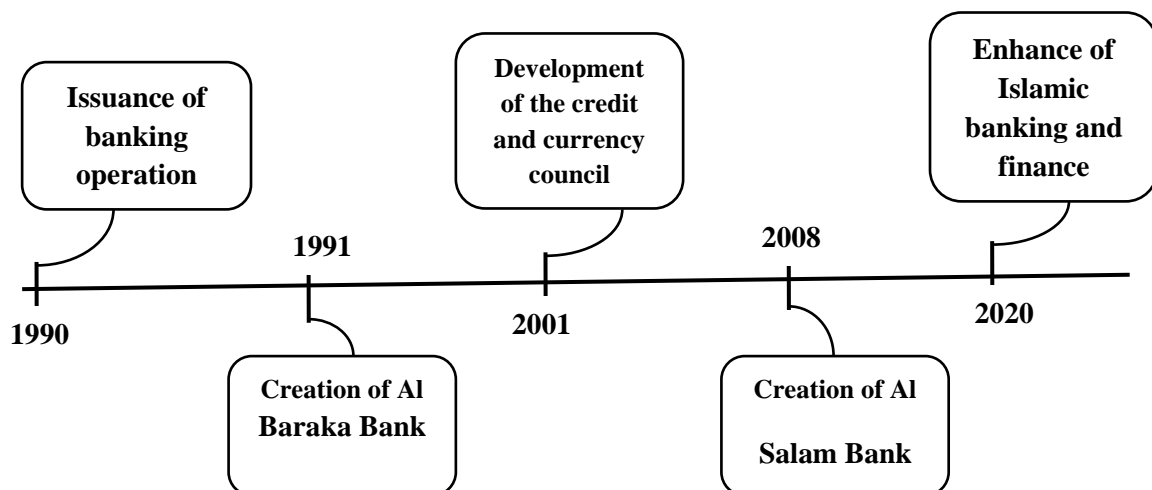 Issuance of
banking
operation
1990
1991
Creation of Al
Baraka Bank
Development
of the credit
and currency
council
2001
2008
Creation of Al
Salam Bank
Enhance of
Islamic
banking and
finance
2020